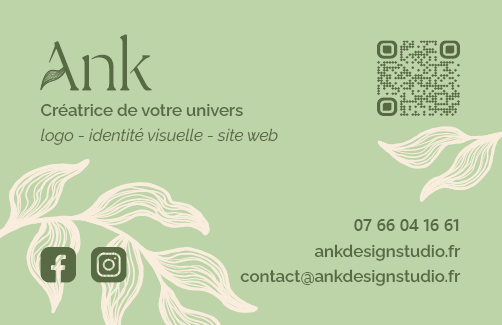 Ank
Créatrice de votre univers
logo - identité visuelle - site web
07 66 04 16 61
ankdesignstudio.fr
contact@ankdesignstudio.fr